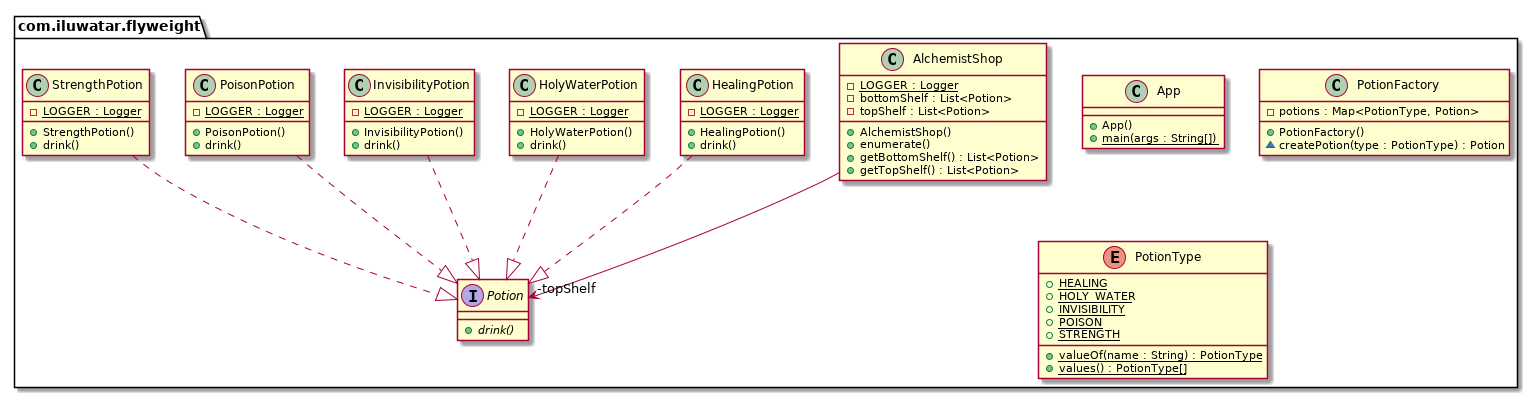 com.iluwatar.flyweight
StrengthPotion
LOGGER : Logger
StrengthPotion()
drink()
PoisonPotion
LOGGER : Logger
PoisonPotion()
drink()
InvisibilityPotion
LOGGER : Logger
InvisibilityPotion()
drink()
HolyWaterPotion
LOGGER : Logger
HolyWaterPotion()
drink()
HealingPotion
LOGGER : Logger
HealingPotion()
drink()
AlchemistShop
LOGGER : Logger
bottomShelf : List<Potion>
topShelf : List<Potion>
AlchemistShop()
enumerate()
getBottomShelf() : List<Potion>
getTopShelf() : List<Potion>
App
App()
main(args : String[])
PotionFactory
potions : Map<PotionType, Potion>
PotionFactory()
createPotion(type : PotionType) : Potion
Potion
drink()
-topShelf
PotionType
HEALING
HOLY_WATER
INVISIBILITY
POISON
STRENGTH
valueOf(name : String) : PotionType
values() : PotionType[]